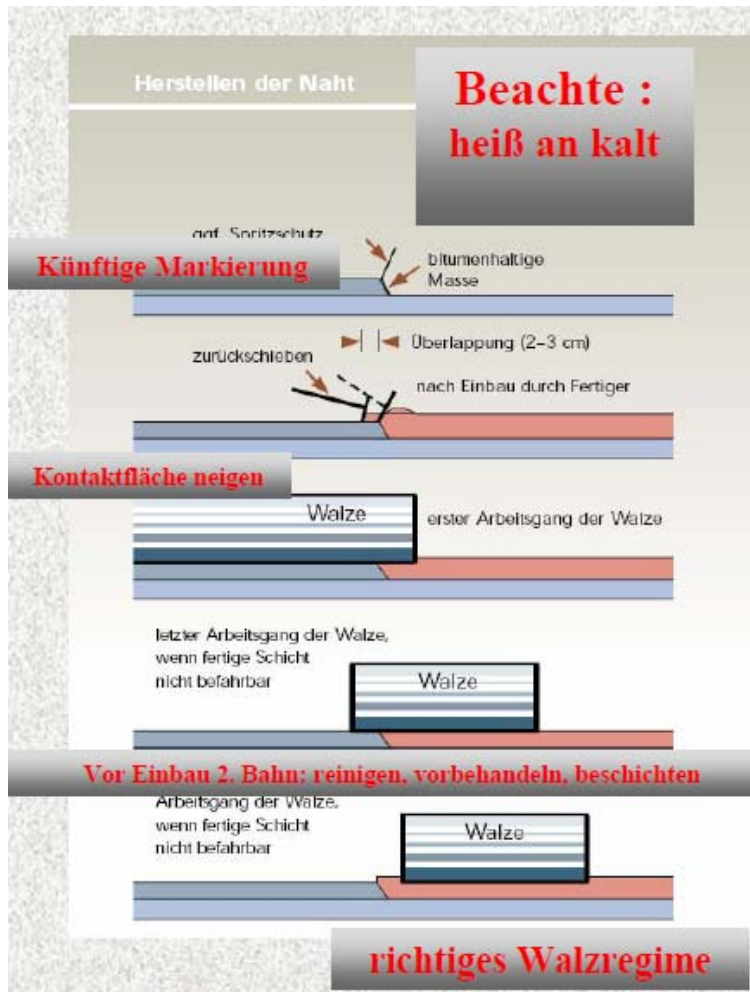 Herstellen der Naht
Beachte :
heiß an kalt
ggf. Spritzschutz
Künftige Markierung
bitumenhaltige
Masse
Überlappung (2–3 cm)
zurückschieben
nach Einbau durch Fertiger
Kontaktfläche neigen
Walze
erster Arbeitsgang der Walze
letzter Arbeitsgang der Walze,
wenn fertige Schicht
nicht befahrbar
Walze
Vor Einbau 2. Bahn: reinigen, vorbehandeln, beschichten
Arbeitsgang der Walze,
wenn fertige Schicht
nicht befahrbar
Walze
richtiges Walzregime